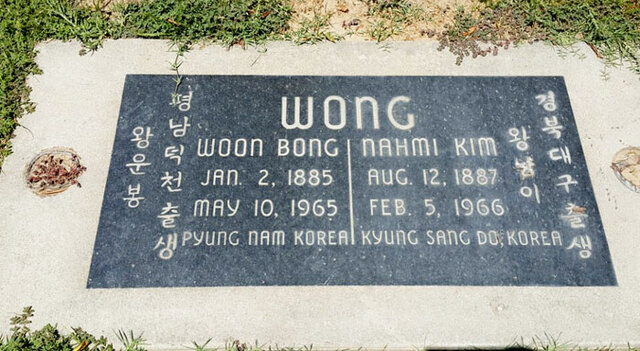 WONG
왕운봉
평남덕천출생
WOON BONG
JAN. 2, 1885
MAY 10, 1965
PYUNG NAM KOREA
NAHMI KIM
AUG. 12, 1887
FEB. 5, 1966
KYUNG SANG DO, KOREA
왕남이
경북대구출생